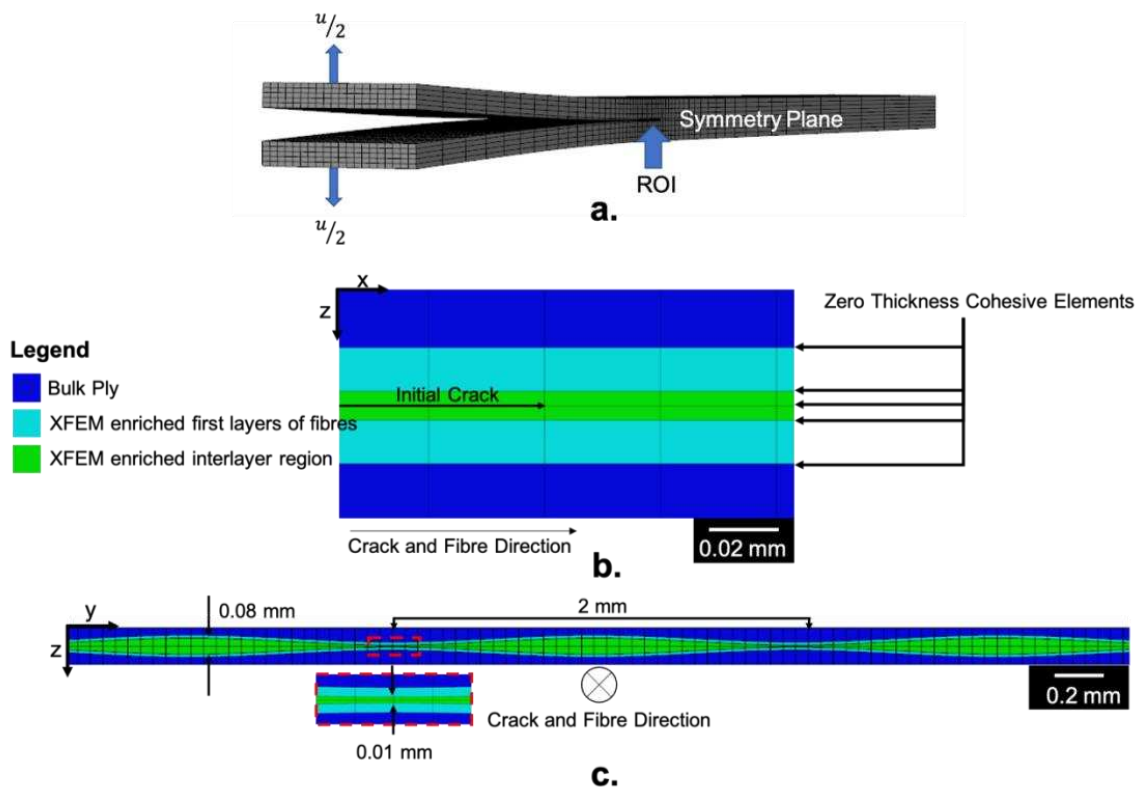 u/2
Symmetry Plane
ROI
u/2
a.
x
z
Zero Thickness Cohesive Elements
Legend
Bulk Ply
XFEM enriched first layers of fibres
XFEM enriched interlayer region
Initial Crack
Crack and Fibre Direction
0.02 mm
b.
y
z
0.08 mm
2 mm
0.2 mm
Crack and Fibre Direction
0.01 mm
c.